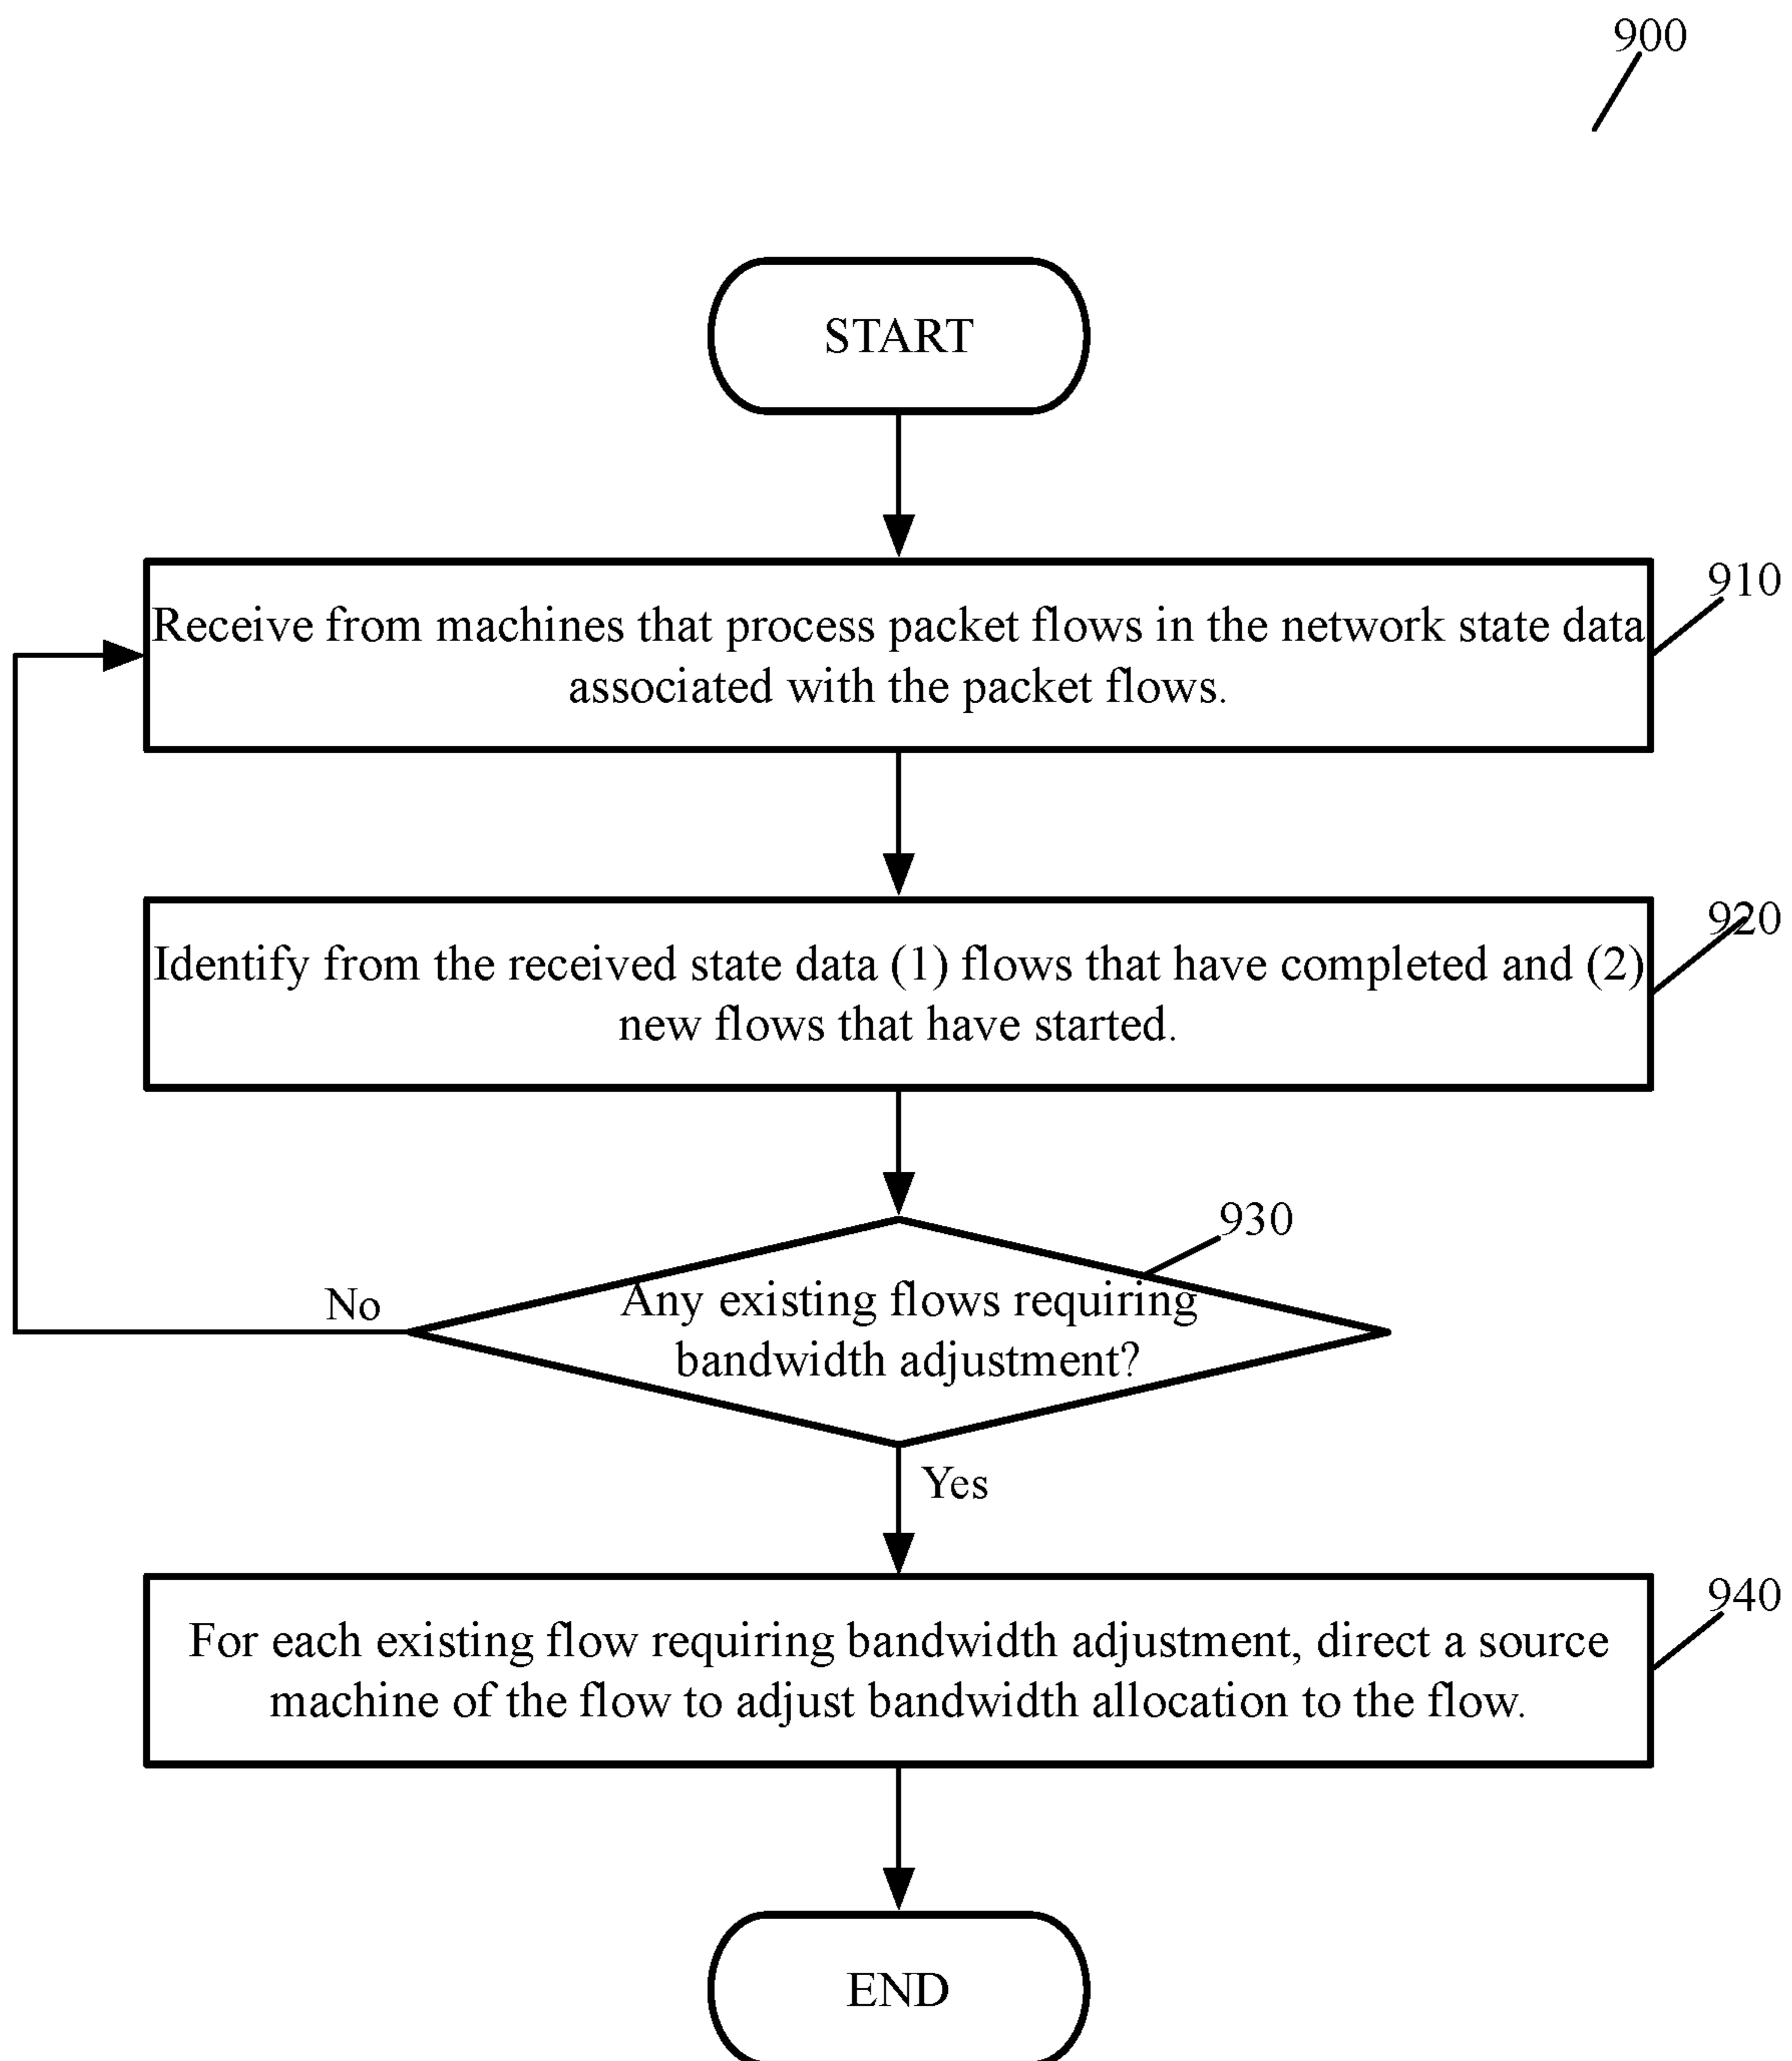 900
START
910
Receive from machines that process packet flows in the network state data
associated with the packet flows.
920
Identify from the received state data (1) flows that have completed and (2)
new flows that have started.
930
Any existing flows requiring
bandwidth adjustment?
No
Yes
940
For each existing flow requiring bandwidth adjustment, direct a source
machine of the flow to adjust bandwidth allocation to the flow.
END